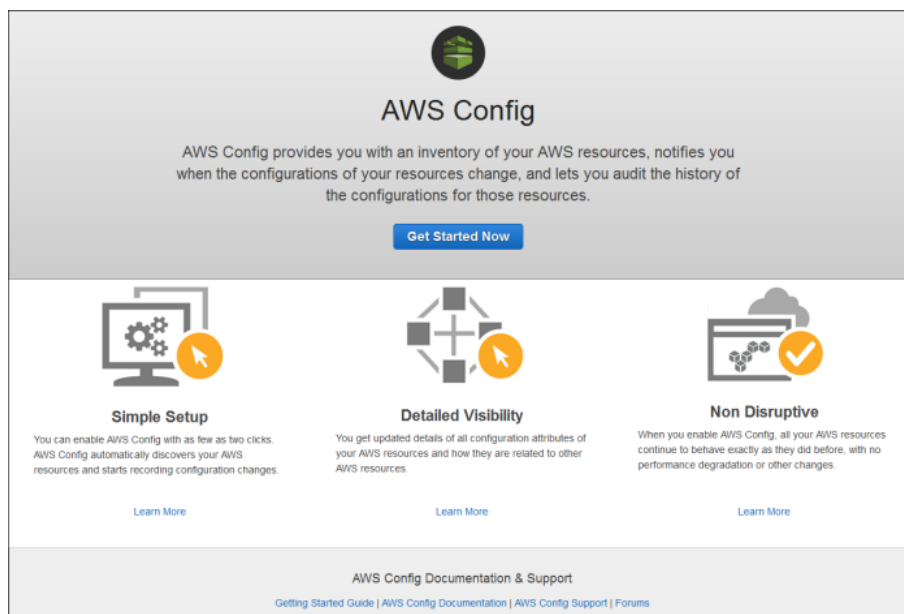 AWS Config
AWS Config provides you with an inventory of your AWS resources, notifies you
when the configurations of your resources change, and lets you audit the history of
the configurations for those resources.
Get Started Now
Simple Setup
You can enable AWS Config with as few as two clicks.
AWS Config automatically discovers your AWS
resources and starts recording configuration changes.
Learn More
Detailed Visibility
You get updated details of all configuration attributes of
your AWS resources and how they are related to other
AWS resources.
Learn More
Non Disruptive
When you enable AWS Config, all your AWS resources
continue to behave exactly as they did before, with no
performance degradation or other changes.
Learn More
AWS Config Documentation & Support
Getting Started Guide | AWS Config Documentation | AWS Config Support | Forums